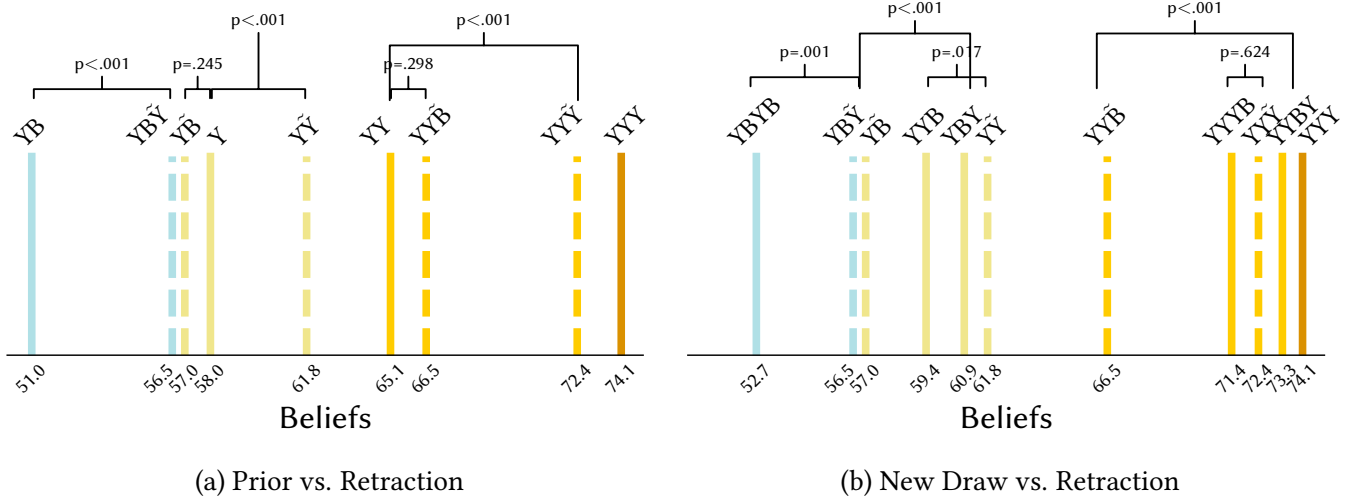 p<.001
p<.001
p<.001
p=.245
p=.298
YB
YBỸ
YB̃
Y
YỸ
YY
YYB̃
YYỸ
YYY
51.0
56.5
57.0
58.0
61.8
65.1
66.5
72.4
74.1
Beliefs
(a) Prior vs. Retraction
p<.001
p<.001
p=.001
p=.017
p=.624
YBYB
YBỸ
YB̃
YYB
YBY
YỸ
YYB̃
YYYB
YYỸ
YYBY
YYY
52.7
56.5
57.0
59.4
60.9
61.8
66.5
71.4
72.4
73.3
74.1
Beliefs
(b) New Draw vs. Retraction